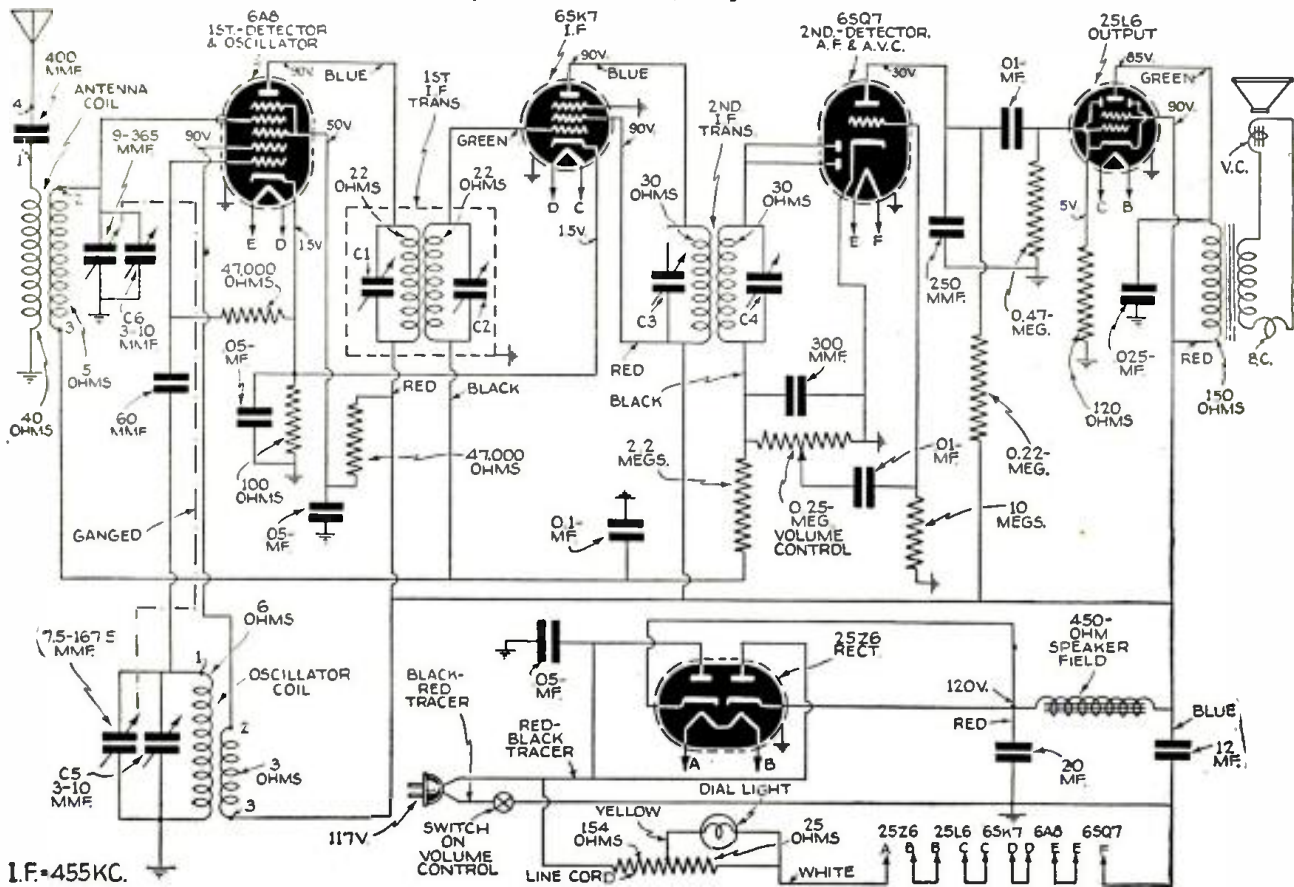 6A8
1ST.-DETECTOR
& OSCILLATOR
6SK7
I.F
6SQ7
2ND.-DETECTOR.
A.F. & A.V.C.
25L6
OUTPUT
400
MMF
4
ANTENNA
COIL
1
9-365
MMF
90V.
90V.
50V.
BLUE
1ST
I.F
TRANS.
90V.
BLUE
GREEN
90V.
2ND
I.F
TRANS.
30V
01-
MF.
85V.
GREEN
90V.
V.C.
2
3
5
OHMS
40
OHMS
C6
3-10
MMF
E
D
1.5V
47,000
OHMS
22
OHMS
22
OHMS
C1
C2
D
C
1.5V
30
OHMS
30
OHMS
C3
C4
E
F
250
MMF.
0.47-
MEG.
5V
C
B
025-
MF.
RED
B.C.
150
OHMS
120
OHMS
60
MMF
05-
MF
100
OHMS
RED
BLACK
47,000
OHMS
05-
MF.
GANGED
RED
BLACK
300
MMF.
2.2
MEGS.
0.1-
MF.
0.25-
MEG
VOLUME
CONTROL
01-
MF.
10
MEGS.
0.22-
MEG.
7.5-167.5
MMF.
6
OHMS
1
OSCILLATOR
COIL
2
3
OHMS
3
C5
3-10
MMF.
05-
MF.
BLACK-
RED
TRACER
RED-
BLACK
TRACER
25Z6
RECT.
A
B
450-
OHM
SPEAKER
FIELD
120V.
RED
BLUE
20
MF.
12
MF.
117V.
SWITCH
ON
VOLUME
CONTROL
DIAL LIGHT
YELLOW
154
OHMS
25
OHMS
LINE CORD
WHITE
25Z6 25L6 6SK7 6A8 6SQ7
A B B C C D D E E F
I.F.=455KC.